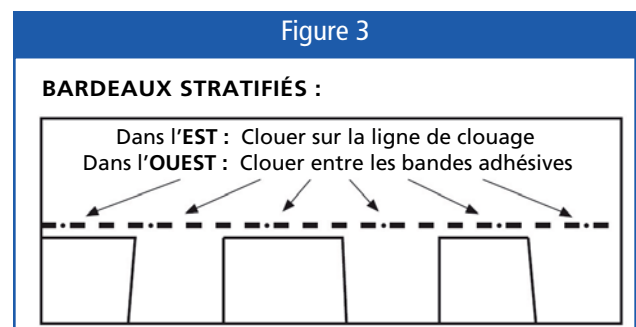 Figure 3
BARDEAUX STRATIFIÉS :
Dans l'EST : Clouer sur la ligne de clouage
Dans l'OUEST : Clouer entre les bandes adhésives